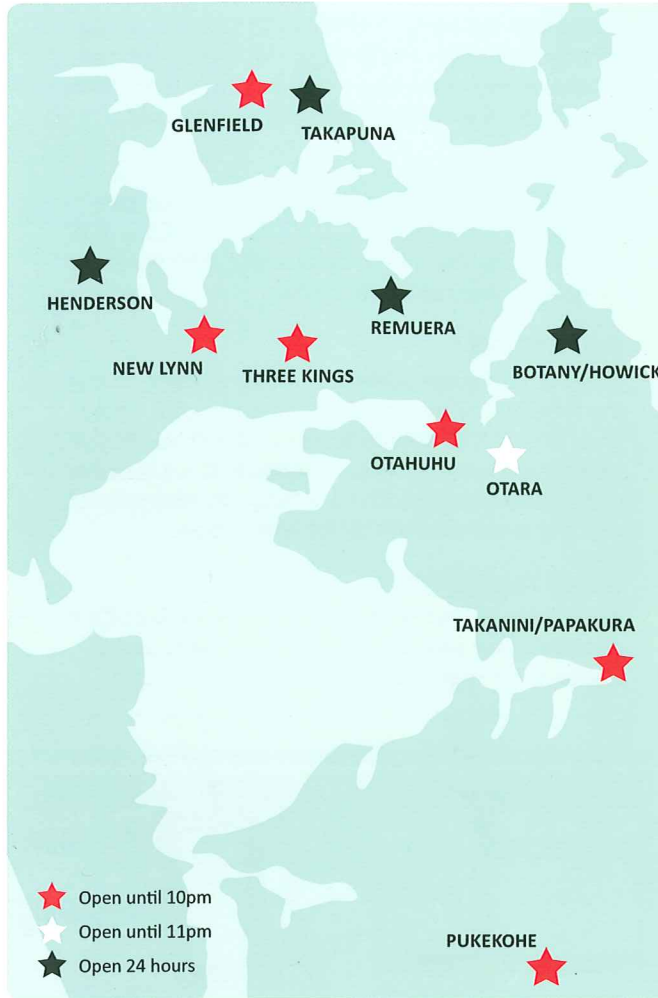 GLENFIELD
TAKAPUNA
HENDERSON
REMUERA
NEW LYNN
THREE KINGS
BOTANY/HOWICK
OTAHUHU
OTARA
TAKANINI/PAPAKURA
Open until 10pm
Open until 11pm
PUKEKOHE
Open 24 hours